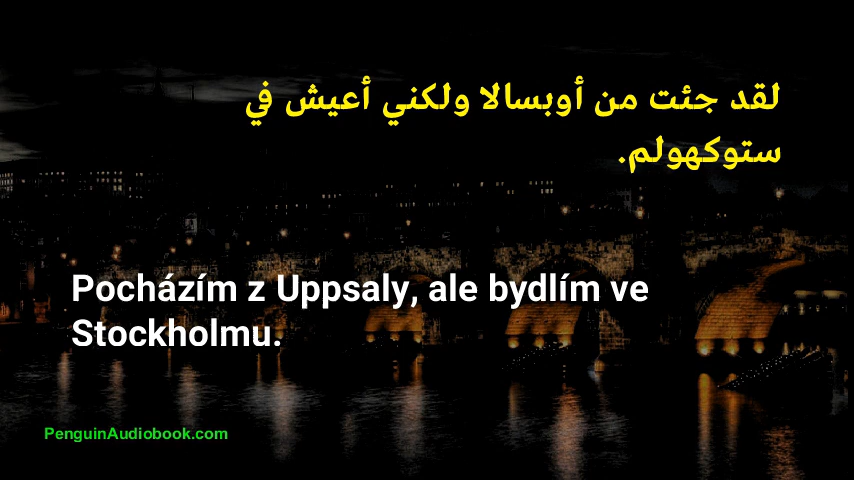 لقد جئت من أوبسالا ولكني أعيش في
ستوكهولم.
Pocházím z Uppsaly, ale bydlím ve
Stockholmu.
PenguinAudiobook.com